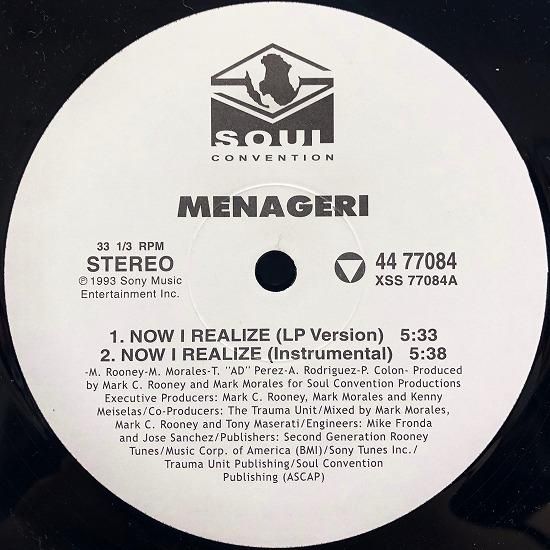 SOUL
CONVENTION
MENAGERI
33 1/3 RPM
STEREO
℗1993 Sony Music
Entertainment Inc.
44 77084
XSS 77084A
1. NOW I REALIZE (LP Version) 5:33
2. NOW I REALIZE (Instrumental) 5:38
-M. Rooney-M. Morales-T. "AD" Perez-A. Rodriguez-P. Colon- Produced
by Mark C. Rooney and Mark Morales for Soul Convention Productions
Executive Producers: Mark C. Rooney, Mark Morales and Kenny
Meiselas/Co-Producers: The Trauma Unit/Mixed by Mark Morales,
Mark C. Rooney and Tony Maserati/Engineers: Mike Fronda
and Jose Sanchez/Publishers: Second Generation Rooney
Tunes/Music Corp. of America (BMI)/Sony Tunes Inc./
Trauma Unit Publishing/Soul Convention
Publishing (ASCAP)